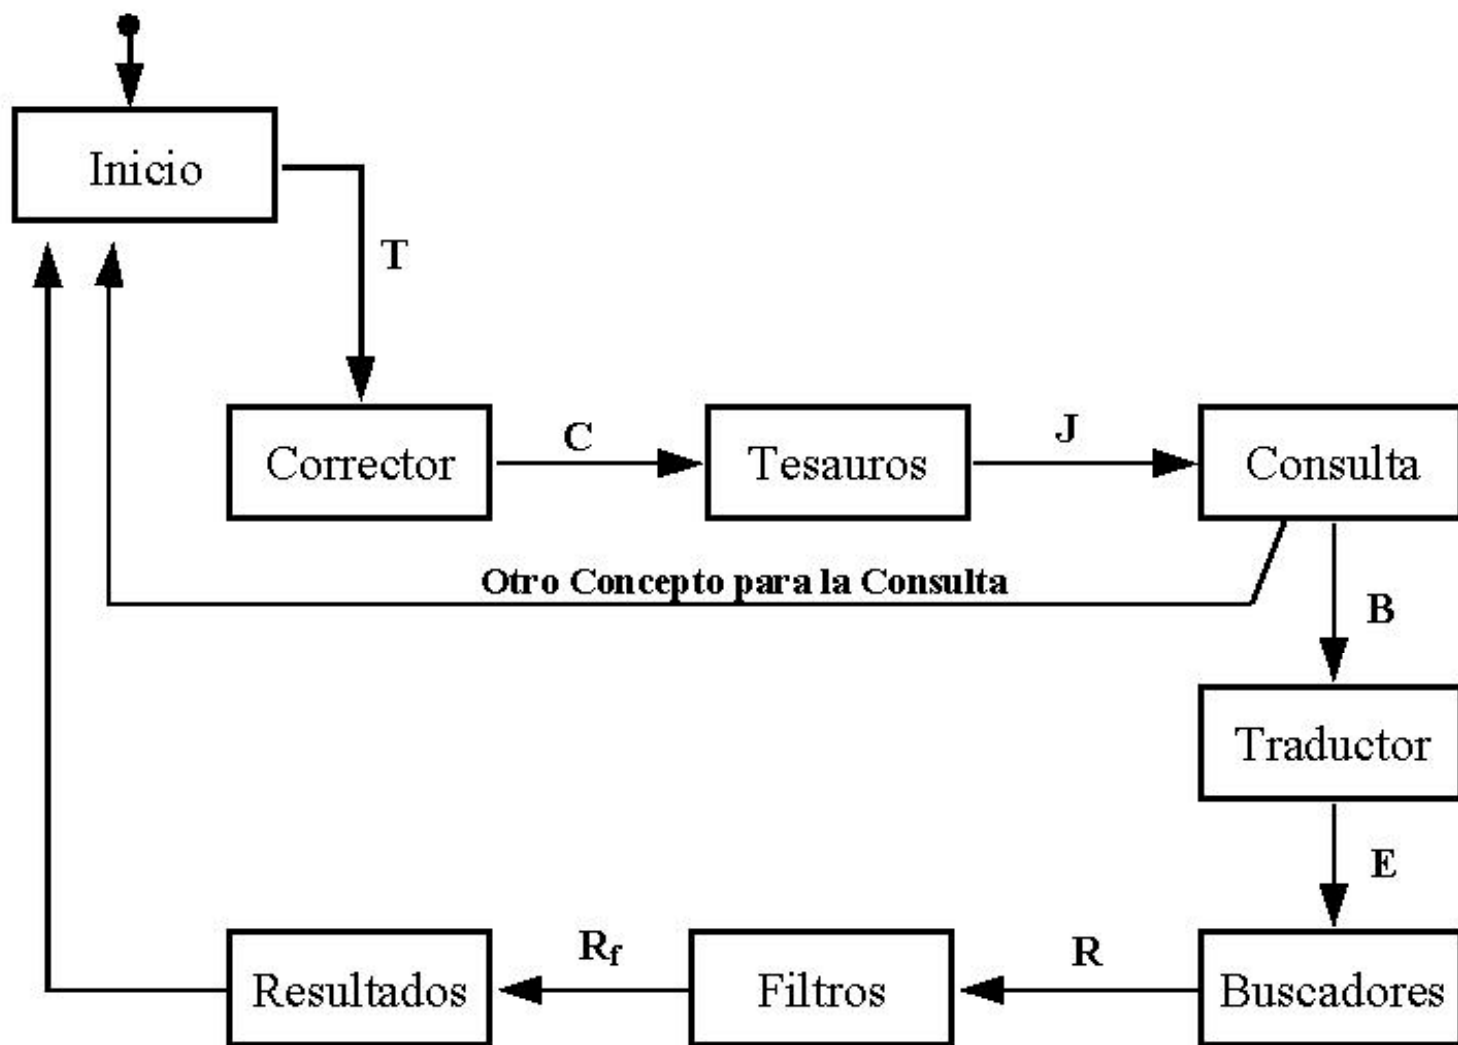 Inicio
T
Corrector
C
Tesauros
J
Consulta
Otro Concepto para la Consulta
B
Traductor
E
Resultados
Rf
Filtros
R
Buscadores